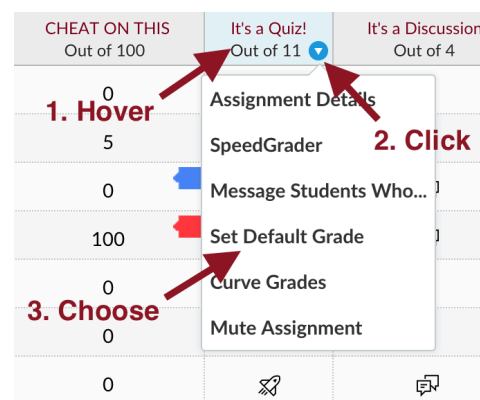 CHEAT ON THIS
Out of 100
It's a Quiz!
Out of 11
It's a Discussion
Out of 4
0
1. Hover
Assignment Details
5
SpeedGrader
2. Click
0
Message Students Who...
100
Set Default Grade
0
Curve Grades
3. Choose
0
Mute Assignment
0